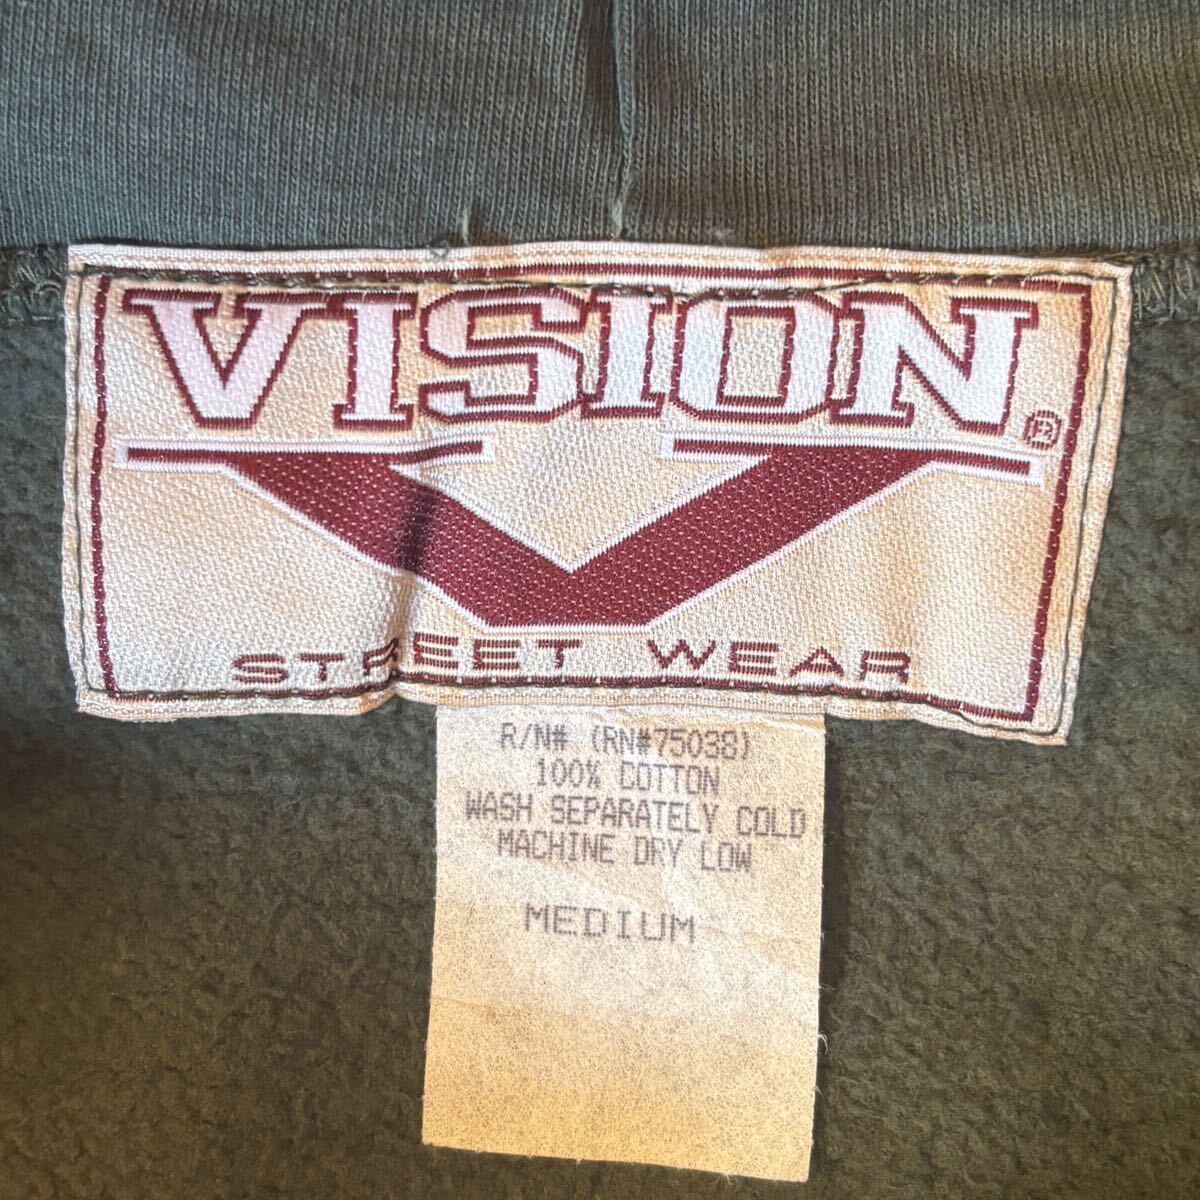 VISION®
STREET WEAR
R/N# (RN#75038)
100% COTTON
WASH SEPARATELY COLD
MACHINE DRY LOW
MEDIUM